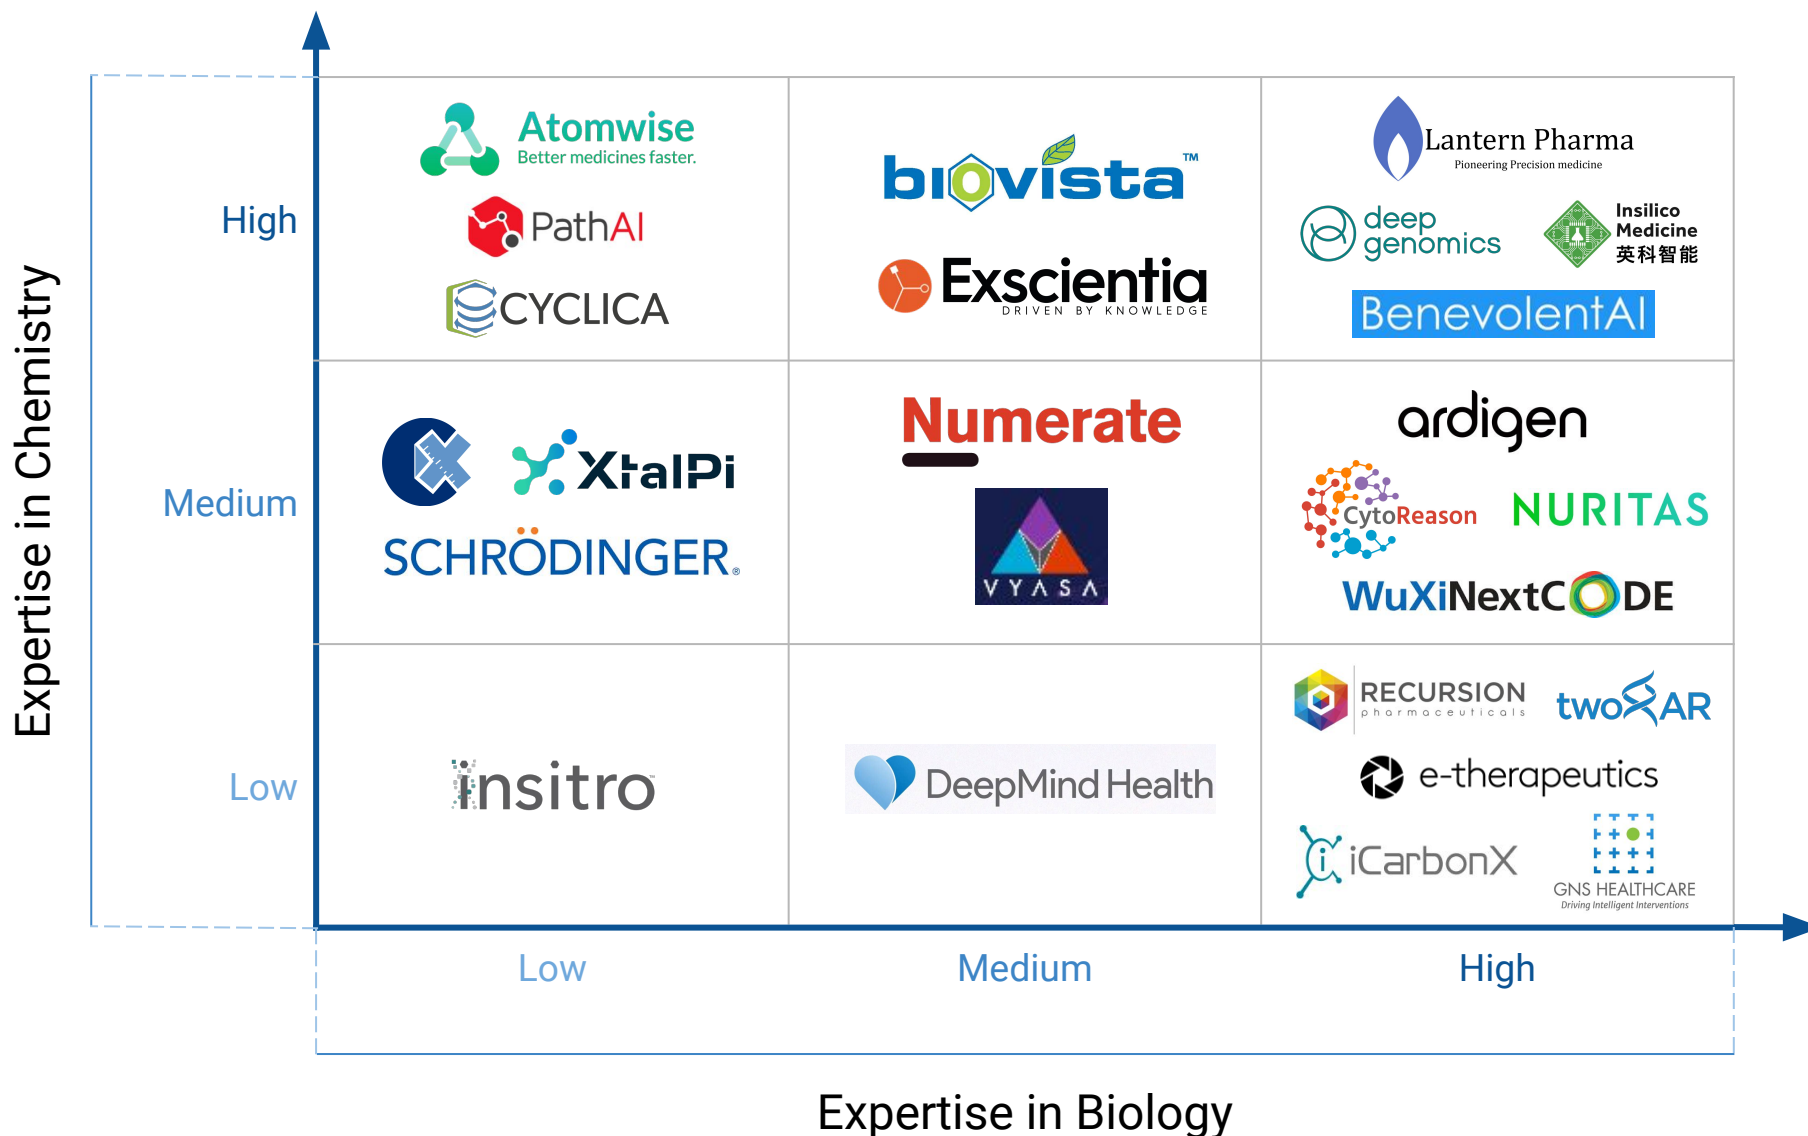 Expertise in Chemistry
High
Medium
Low
Atomwise
Better medicines faster.
PathAI
CYCLICA
biovista™
Exscientia
DRIVEN BY KNOWLEDGE
Lantern Pharma
Pioneering Precision medicine
deep
genomics
Insilico
Medicine
英科智能
BenevolentAI
XtalPi
SCHRÖDINGER®
Numerate
VYASA
ardigen
CytoReason
NURITAS
WuXiNextCODE
insitro™
DeepMind Health
RECURSION
pharmaceuticals
twoXAR
e-therapeutics
iCarbonX
GNS HEALTHCARE
Driving Intelligent Interventions
Low
Medium
High
Expertise in Biology